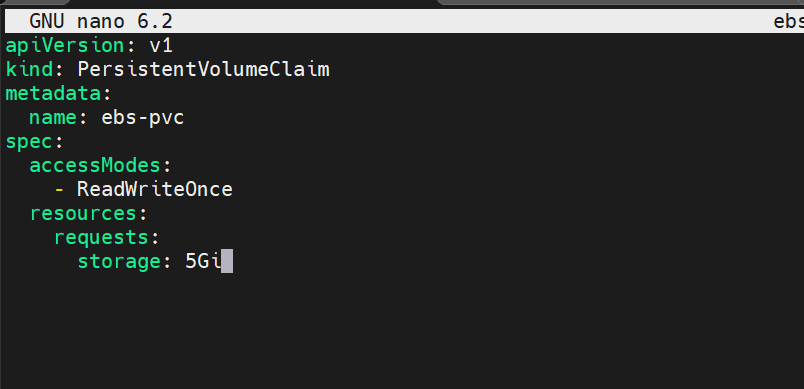 GNU nano 6.2 ebs
apiVersion: v1
kind: PersistentVolumeClaim
metadata:
  name: ebs-pvc
spec:
  accessModes:
    - ReadWriteOnce
  resources:
    requests:
      storage: 5Gi